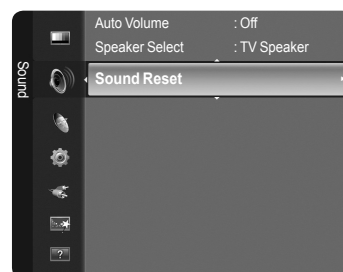 Auto Volume : Off
Speaker Select : TV Speaker
Sound
Sound Reset
?